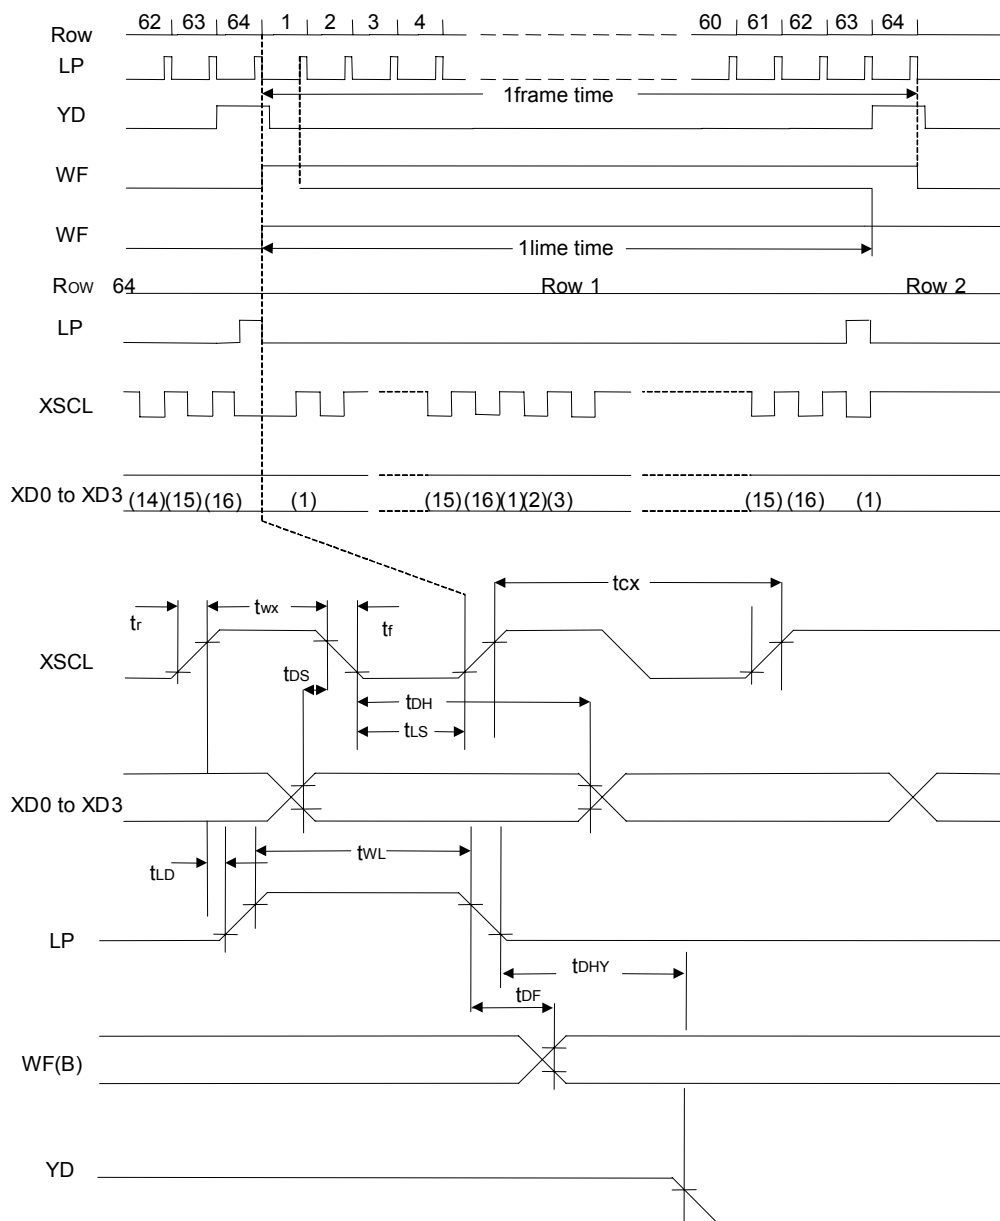 Row 62 63 64 1 2 3 4 60 61 62 63 64
LP
1frame time
YD
WF
WF
1lime time
Row 64 Row 1 Row 2
LP
XSCL
XD0 to XD3 (14) (15) (16) (1) (15) (16) (1) (2) (3) (15) (16) (1)
tr twx tf tcx
XSCL
tDS
tDH
tLS
XD0 to XD3
tLD tWL
LP
tDHY
tDF
WF(B)
YD